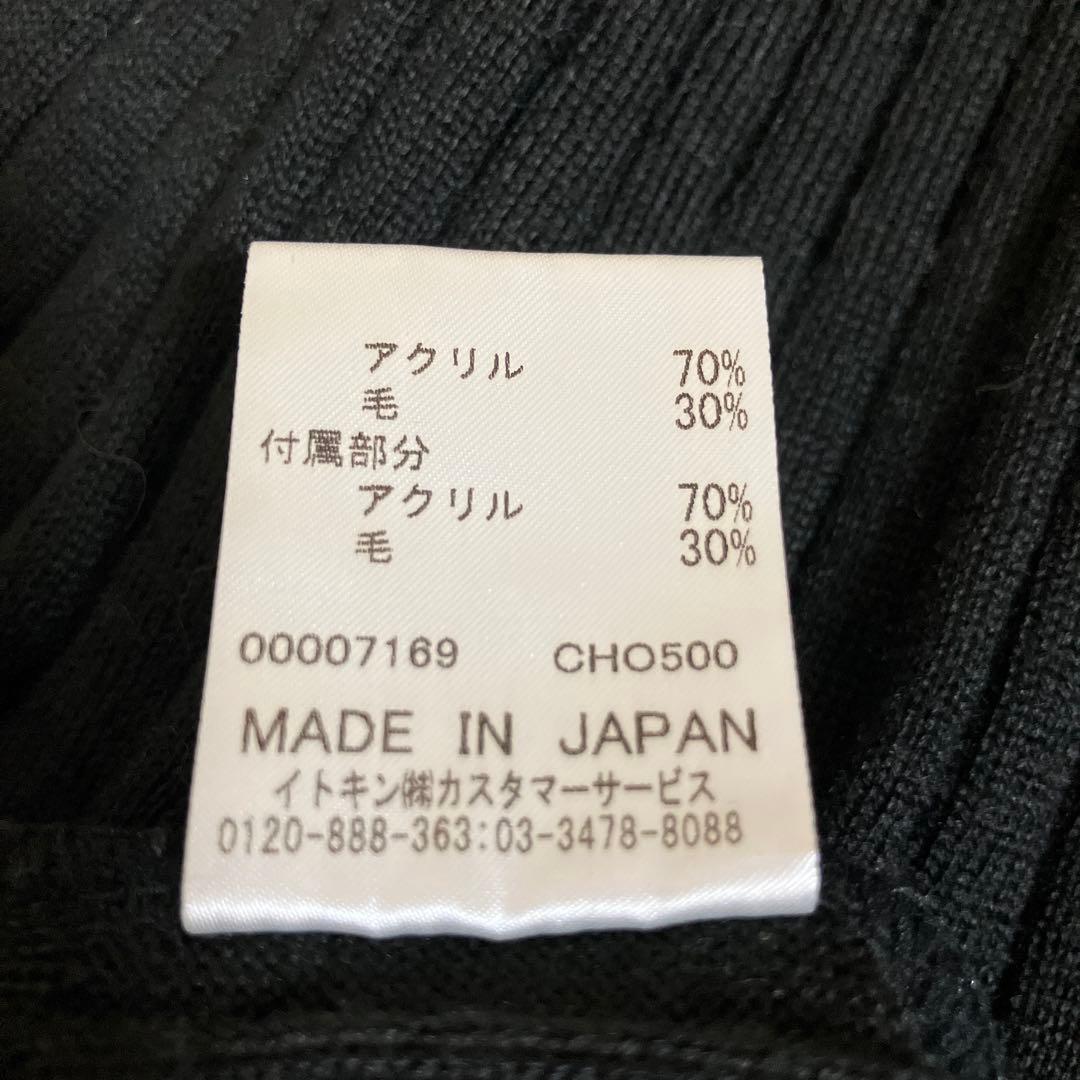 アクリル 70%
毛 30%
付属部分
アクリル 70%
毛 30%
00007169 CHO500
MADE IN JAPAN
イトキン㈱カスタマーサービス
0120-888-363:03-3478-8088